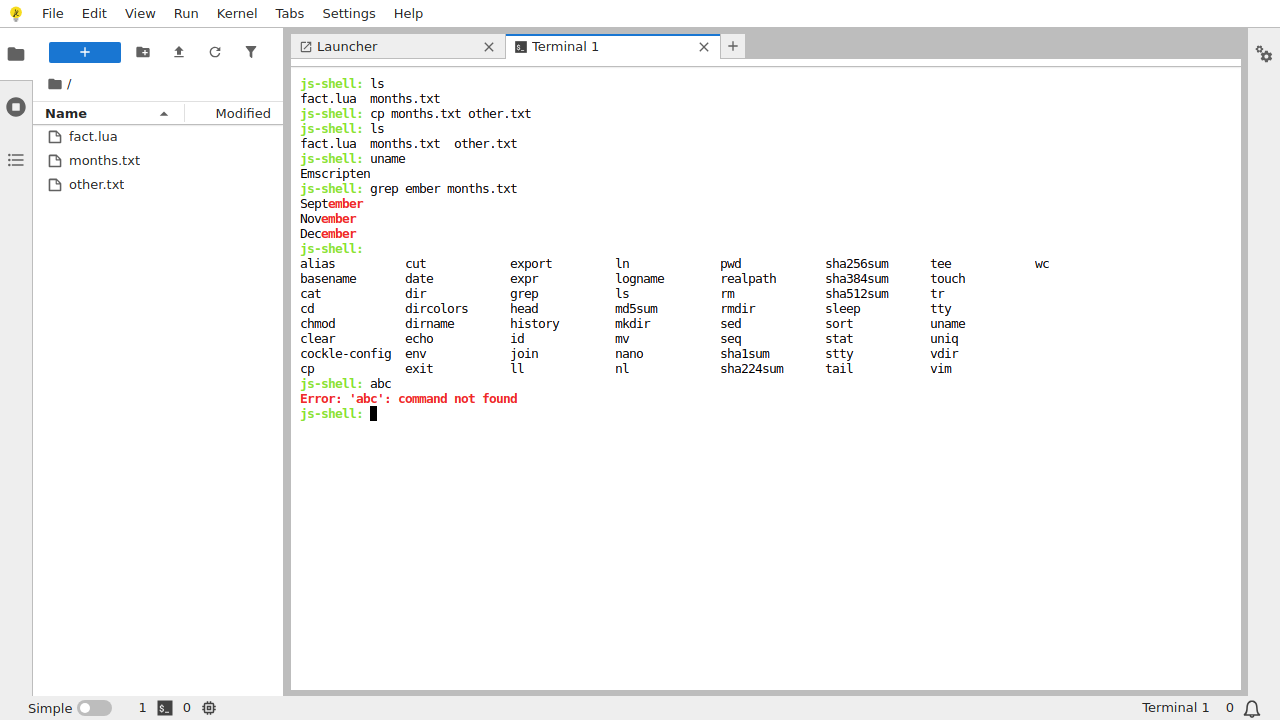 File Edit View Run Kernel Tabs Settings Help
Launcher
Terminal 1
/
Name Modified
fact.lua
months.txt
other.txt
js-shell: ls
fact.lua  months.txt
js-shell: cp months.txt other.txt
js-shell: ls
fact.lua  months.txt  other.txt
js-shell: uname
Emscripten
js-shell: grep ember months.txt
September
November
December
js-shell:
alias          cut         export         ln             pwd            sha256sum      tee            wc
basename       date        expr           logname        realpath       sha384sum      touch
cat            dir         grep           ls             rm             sha512sum      tr
cd             dircolors   head           md5sum         rmdir          sleep          tty
chmod          dirname     history        mkdir          sed            sort           uname
clear          echo        id             mv             seq            stat           uniq
cockle-config  env         join           nano           sha1sum        stty           vdir
cp             exit        ll             nl             sha224sum      tail           vim
js-shell: abc
Error: 'abc': command not found
js-shell:
Simple 1 0 Terminal 1 0